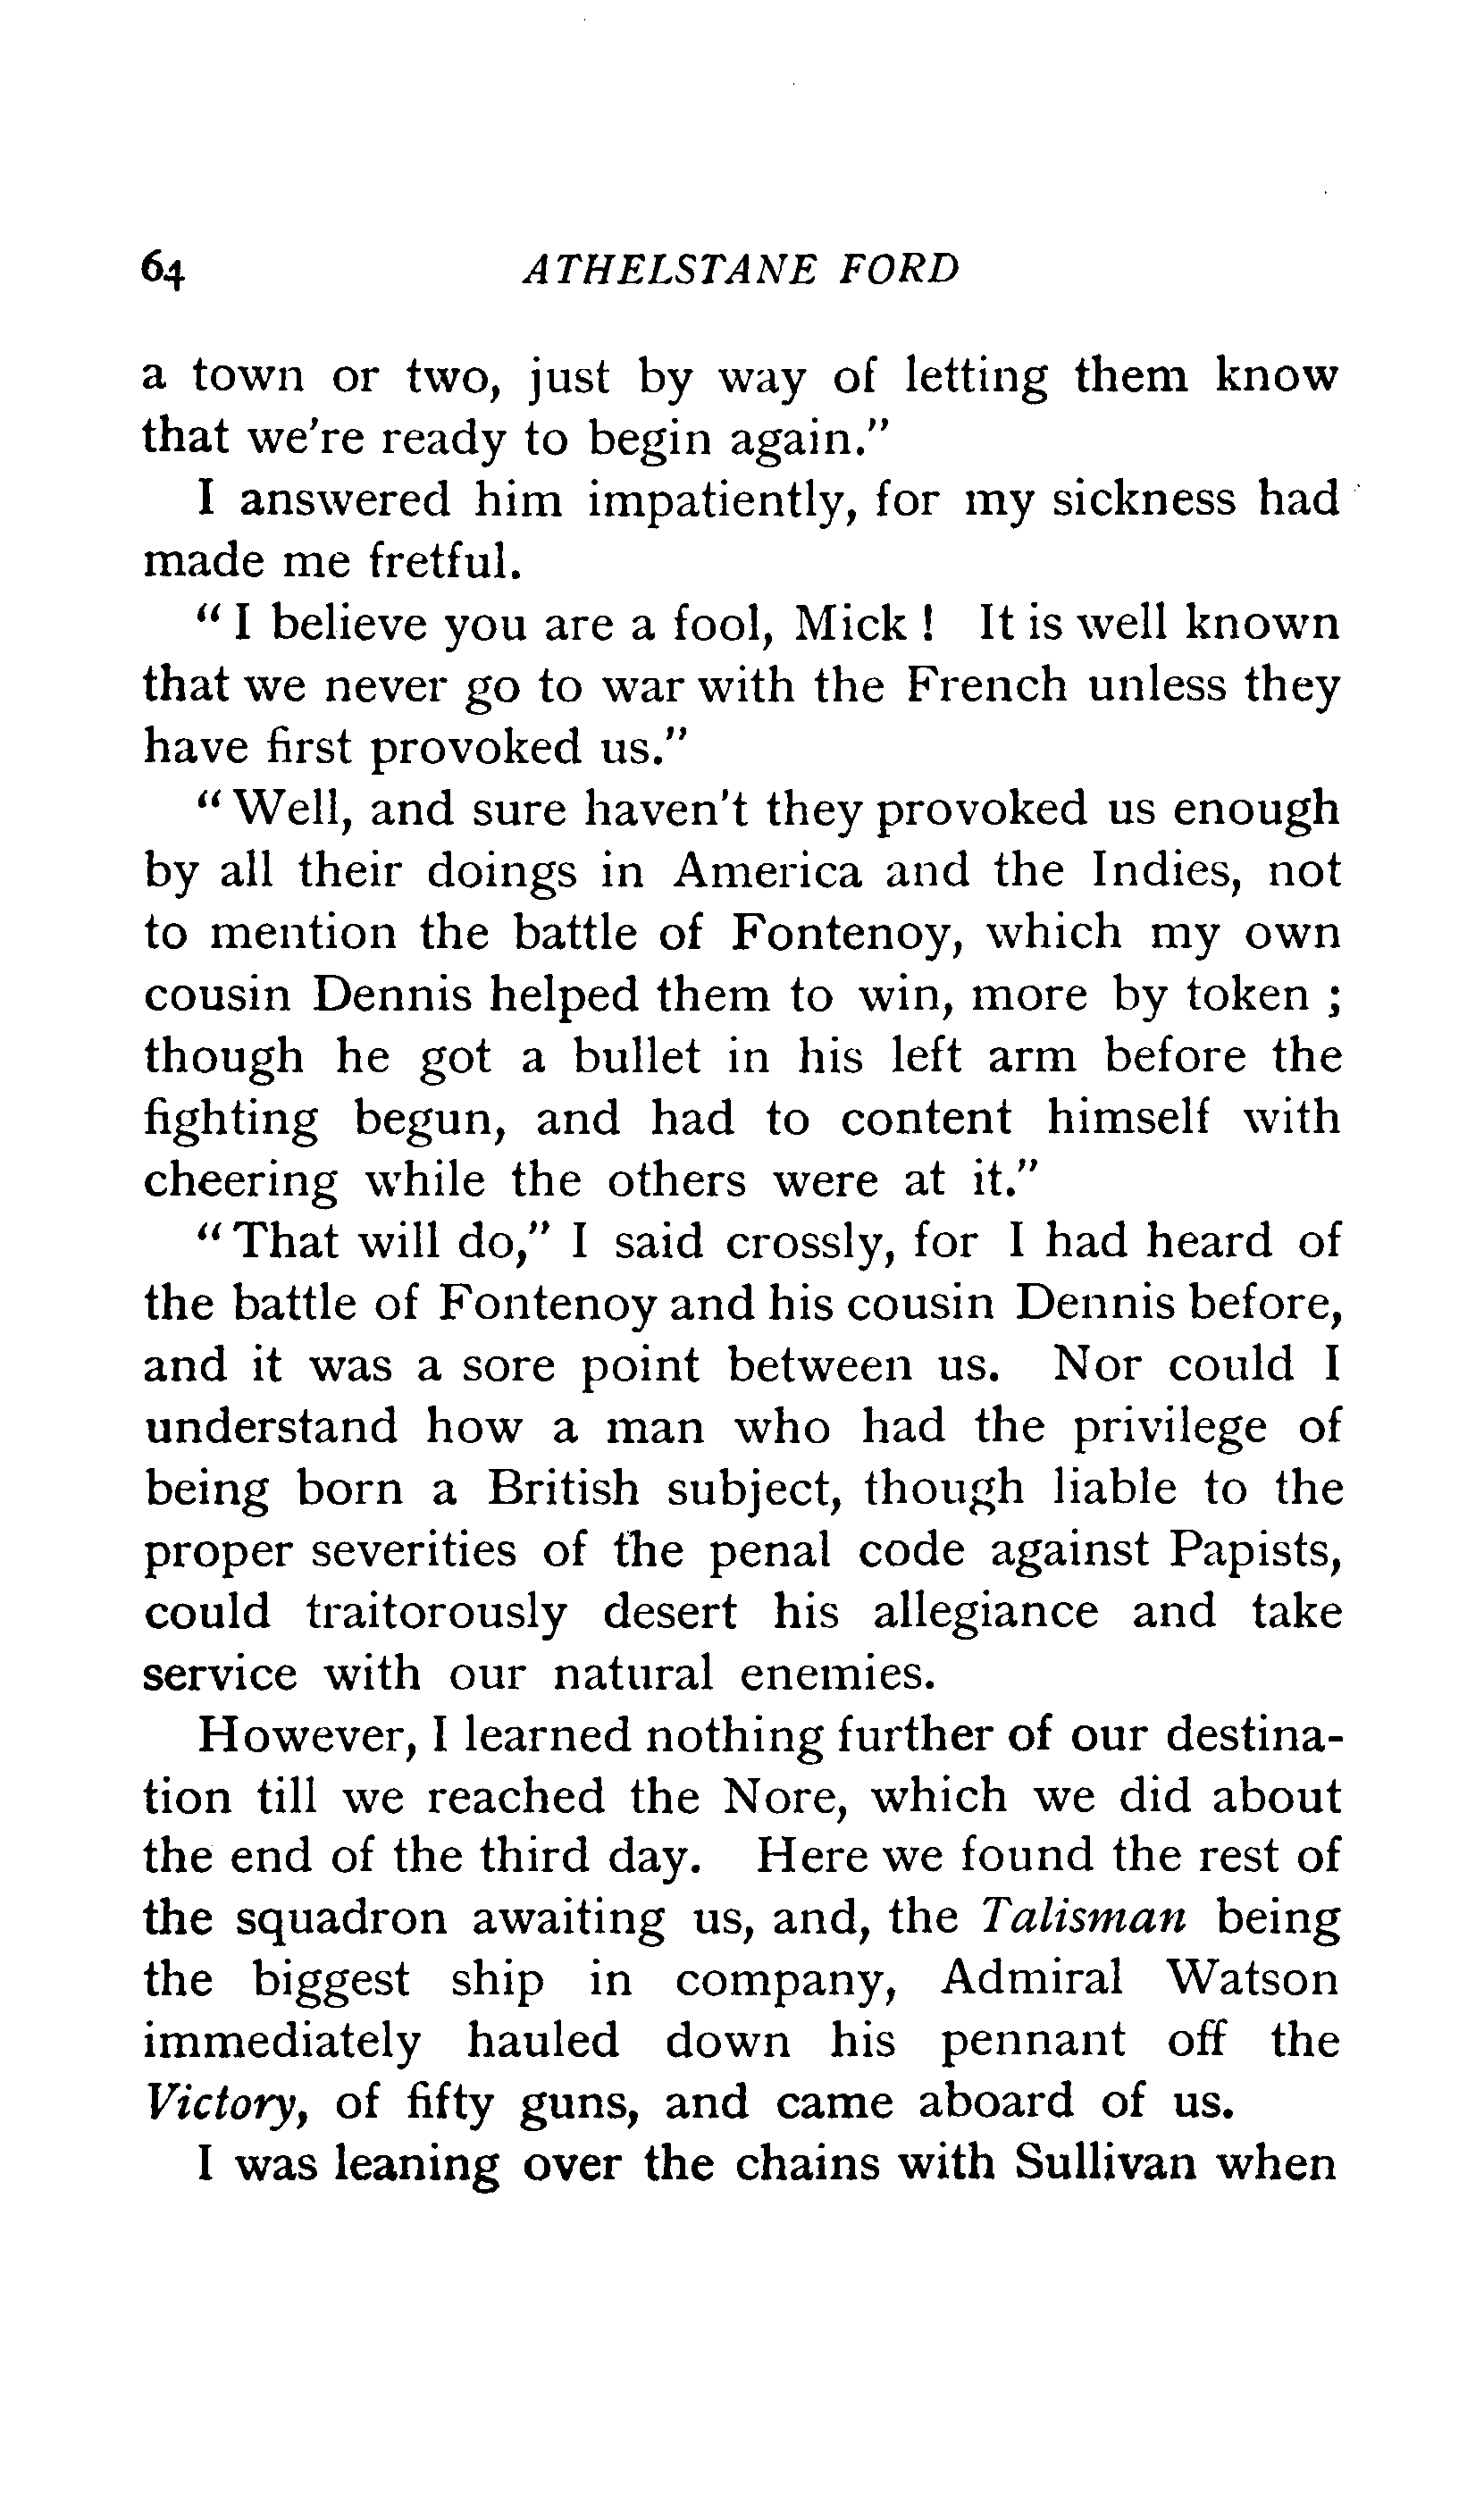 64 ATHELSTANE FORD
a town or two, just by way of letting them know
that we're ready to begin again."
I answered him impatiently, for my sickness had
made me fretful.
"I believe you are a fool, Mick! It is well known
that we never go to war with the French unless they
have first provoked us."
"Well, and sure haven't they provoked us enough
by all their doings in America and the Indies, not
to mention the battle of Fontenoy, which my own
cousin Dennis helped them to win, more by token;
though he got a bullet in his left arm before the
fighting begun, and had to content himself with
cheering while the others were at it."
"That will do," I said crossly, for I had heard of
the battle of Fontenoy and his cousin Dennis before,
and it was a sore point between us. Nor could I
understand how a man who had the privilege of
being born a British subject, though liable to the
proper severities of the penal code against Papists,
could traitorously desert his allegiance and take
service with our natural enemies.
However, I learned nothing further of our destina-
tion till we reached the Nore, which we did about
the end of the third day. Here we found the rest of
the squadron awaiting us, and, the Talisman being
the biggest ship in company, Admiral Watson
immediately hauled down his pennant off the
Victory, of fifty guns, and came aboard of us.
I was leaning over the chains with Sullivan when